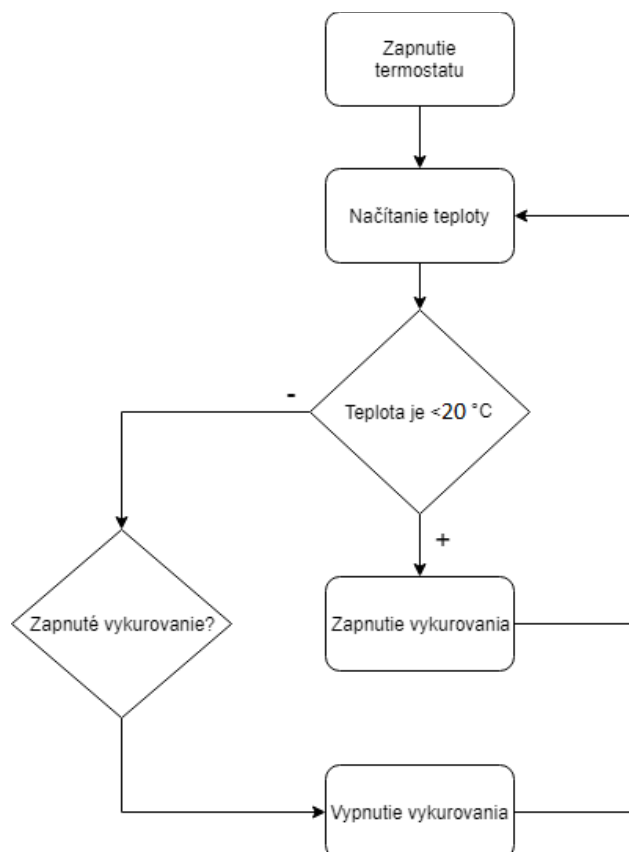 Zapnutie
termostatu
Načítanie teploty
-
Teplota je <20 °C
+
Zapnuté vykurovanie?
Zapnutie vykurovania
Vypnutie vykurovania